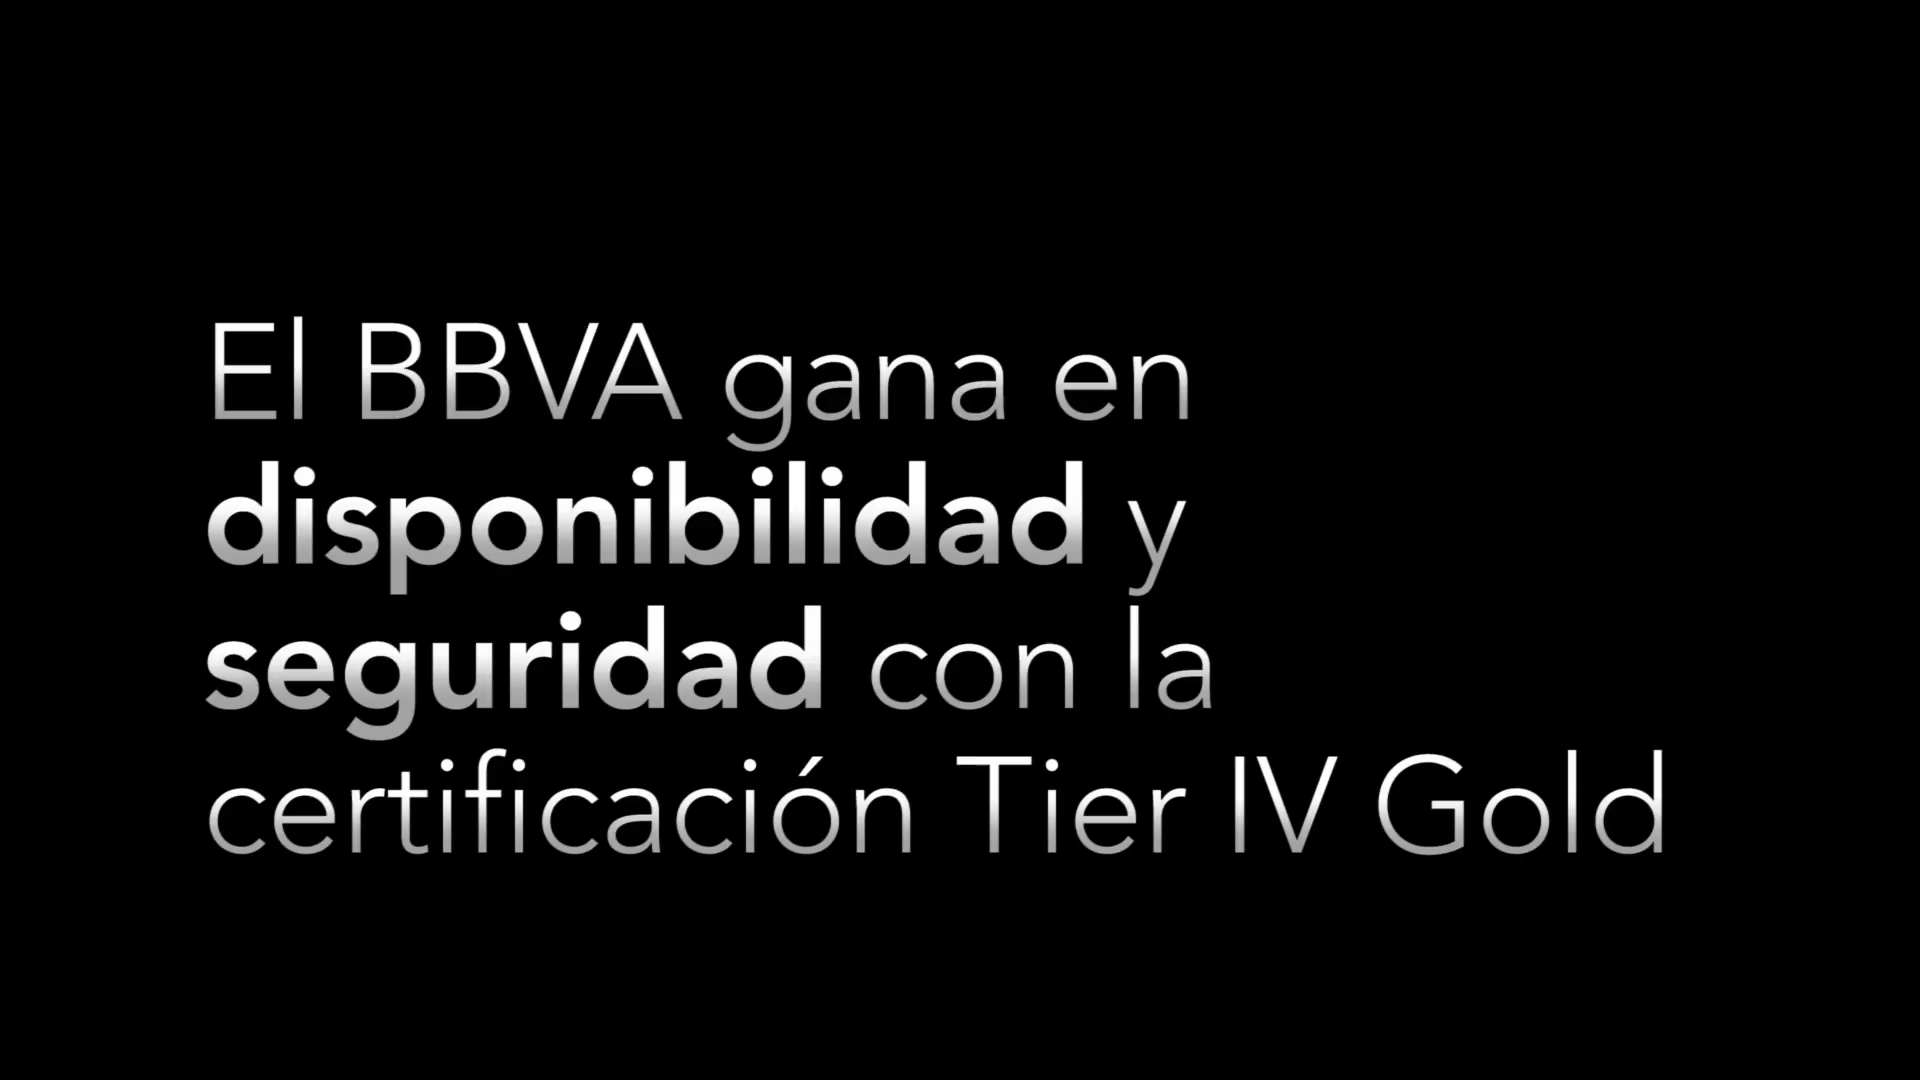 El BBVA gana en
disponibilidad y
seguridad con la
certificación Tier IV Gold